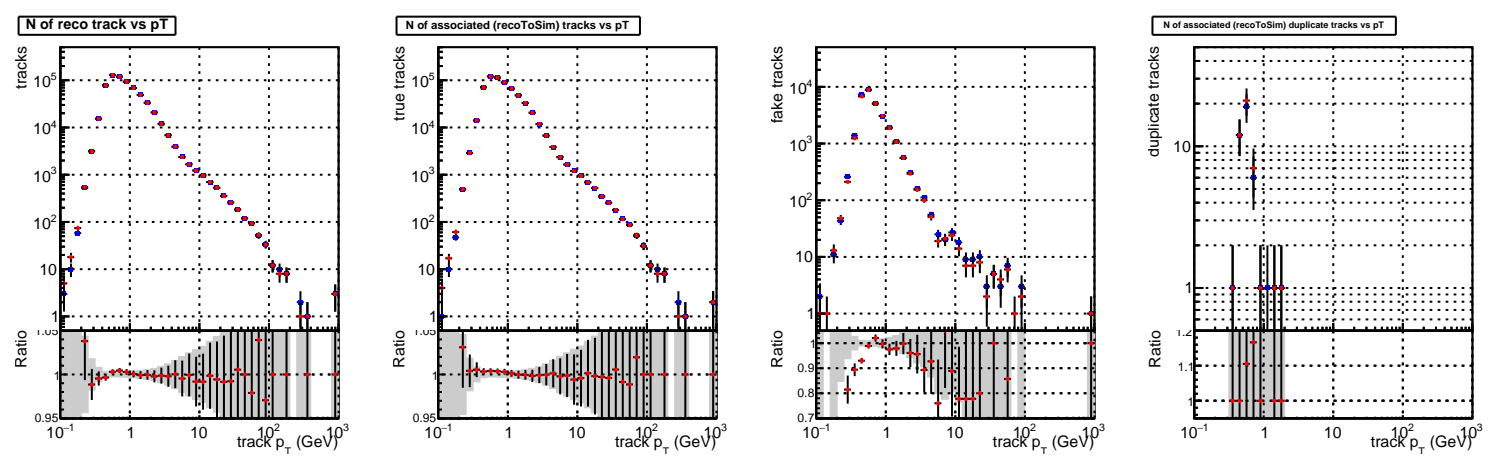 N of reco track vs pT
tracks
10^5
10^4
10^3
10^2
10
1
Ratio
1.05
1
0.95
10^-1 1 10 10^2 10^3
track p_T (GeV)
N of associated (recoToSim) tracks vs pT
true tracks
10^5
10^4
10^3
10^2
10
1
Ratio
1.05
1
0.95
10^-1 1 10 10^2 10^3
track p_T (GeV)
fake tracks
10^4
10^3
10^2
10
1
Ratio
1
0.9
0.8
0.7
10^-1 1 10 10^2 10^3
track p_T (GeV)
N of associated (recoToSim) duplicate tracks vs pT
duplicate tracks
10
1
Ratio
1.2
1.1
1
10^-1 1 10 10^2 10^3
track p_T (GeV)